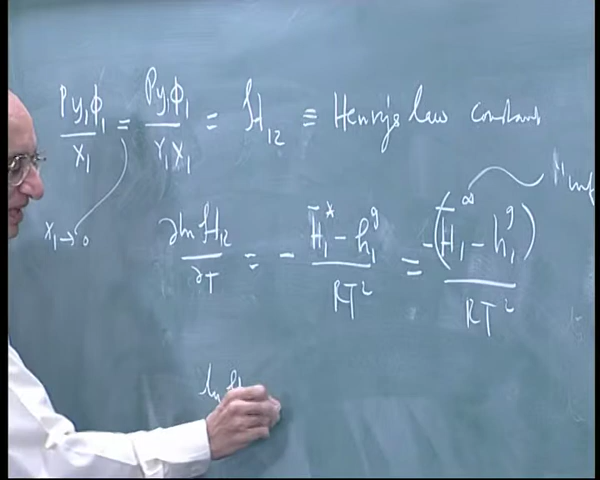 Py₁ϕ₁/x₁ = Py₁ϕ₁/γ₁x₁ = H₁₂ ≡ Henry's law constant
x₁→0
∂ln H₁₂/∂T = - (H̄₁* - h₁ᵍ)/RT² = -(H̄₁^∞ - h₁ᵍ)/RT²
ln H